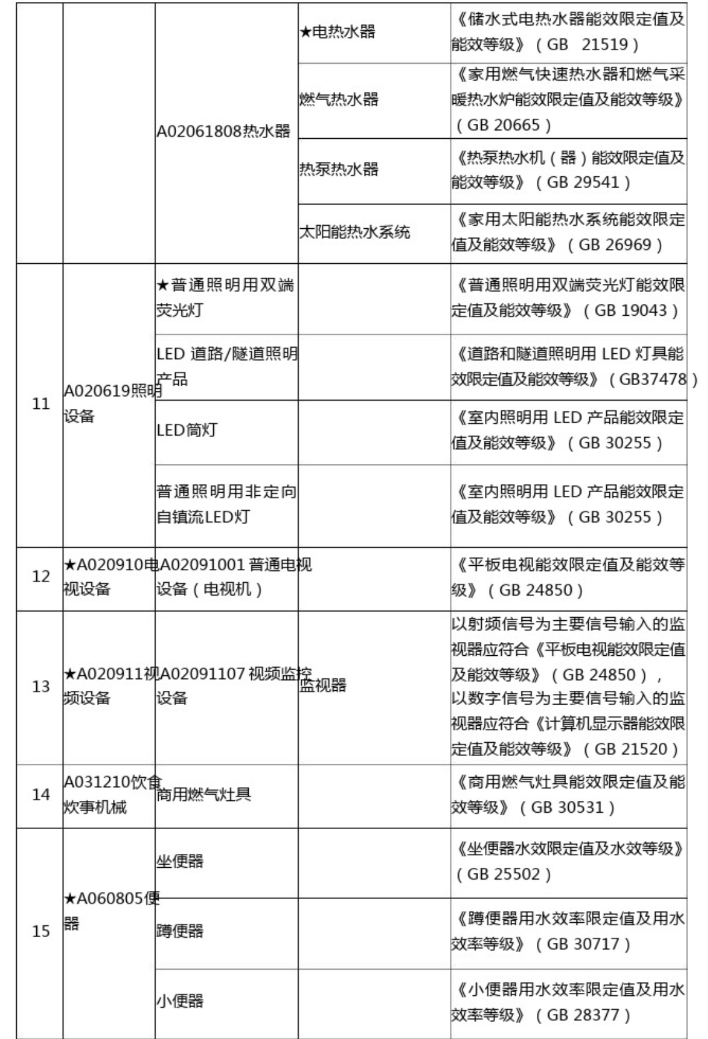 ★电热水器
《储水式电热水器能效限定值及
能效等级》（GB 21519）
A02061808热水器
燃气热水器
《家用燃气快速热水器和燃气采
暖热水炉能效限定值及能效等级》
（GB 20665）
热泵热水器
《热泵热水机（器）能效限定值及
能效等级》（GB 29541）
太阳能热水系统
《家用太阳能热水系统能效限定
值及能效等级》（GB 26969）
11
A020619照明
设备
★普通照明用双端
荧光灯
《普通照明用双端荧光灯能效限
定值及能效等级》（GB 19043）
LED 道路/隧道照明
产品
《道路和隧道照明用 LED 灯具能
效限定值及能效等级》（GB37478）
LED筒灯
《室内照明用 LED 产品能效限定
值及能效等级》（GB 30255）
普通照明用非定向
自镇流LED灯
《室内照明用 LED 产品能效限定
值及能效等级》（GB 30255）
12
★A020910电
视设备
A02091001 普通电视
设备（电视机）
《平板电视能效限定值及能效等
级》（GB 24850）
13
★A020911视
频设备
A02091107 视频监控
设备
监视器
以射频信号为主要信号输入的监
视器应符合《平板电视能效限定值
及能效等级》（GB 24850），
以数字信号为主要信号输入的监
视器应符合《计算机显示器能效限
定值及能效等级》（GB 21520）
14
A031210饮食
炊事机械
商用燃气灶具
《商用燃气灶具能效限定值及能
效等级》（GB 30531）
15
★A060805便
器
坐便器
《坐便器水效限定值及水效等级》
（GB 25502）
蹲便器
《蹲便器用水效率限定值及用水
效率等级》（GB 30717）
小便器
《小便器用水效率限定值及用水
效率等级》（GB 28377）